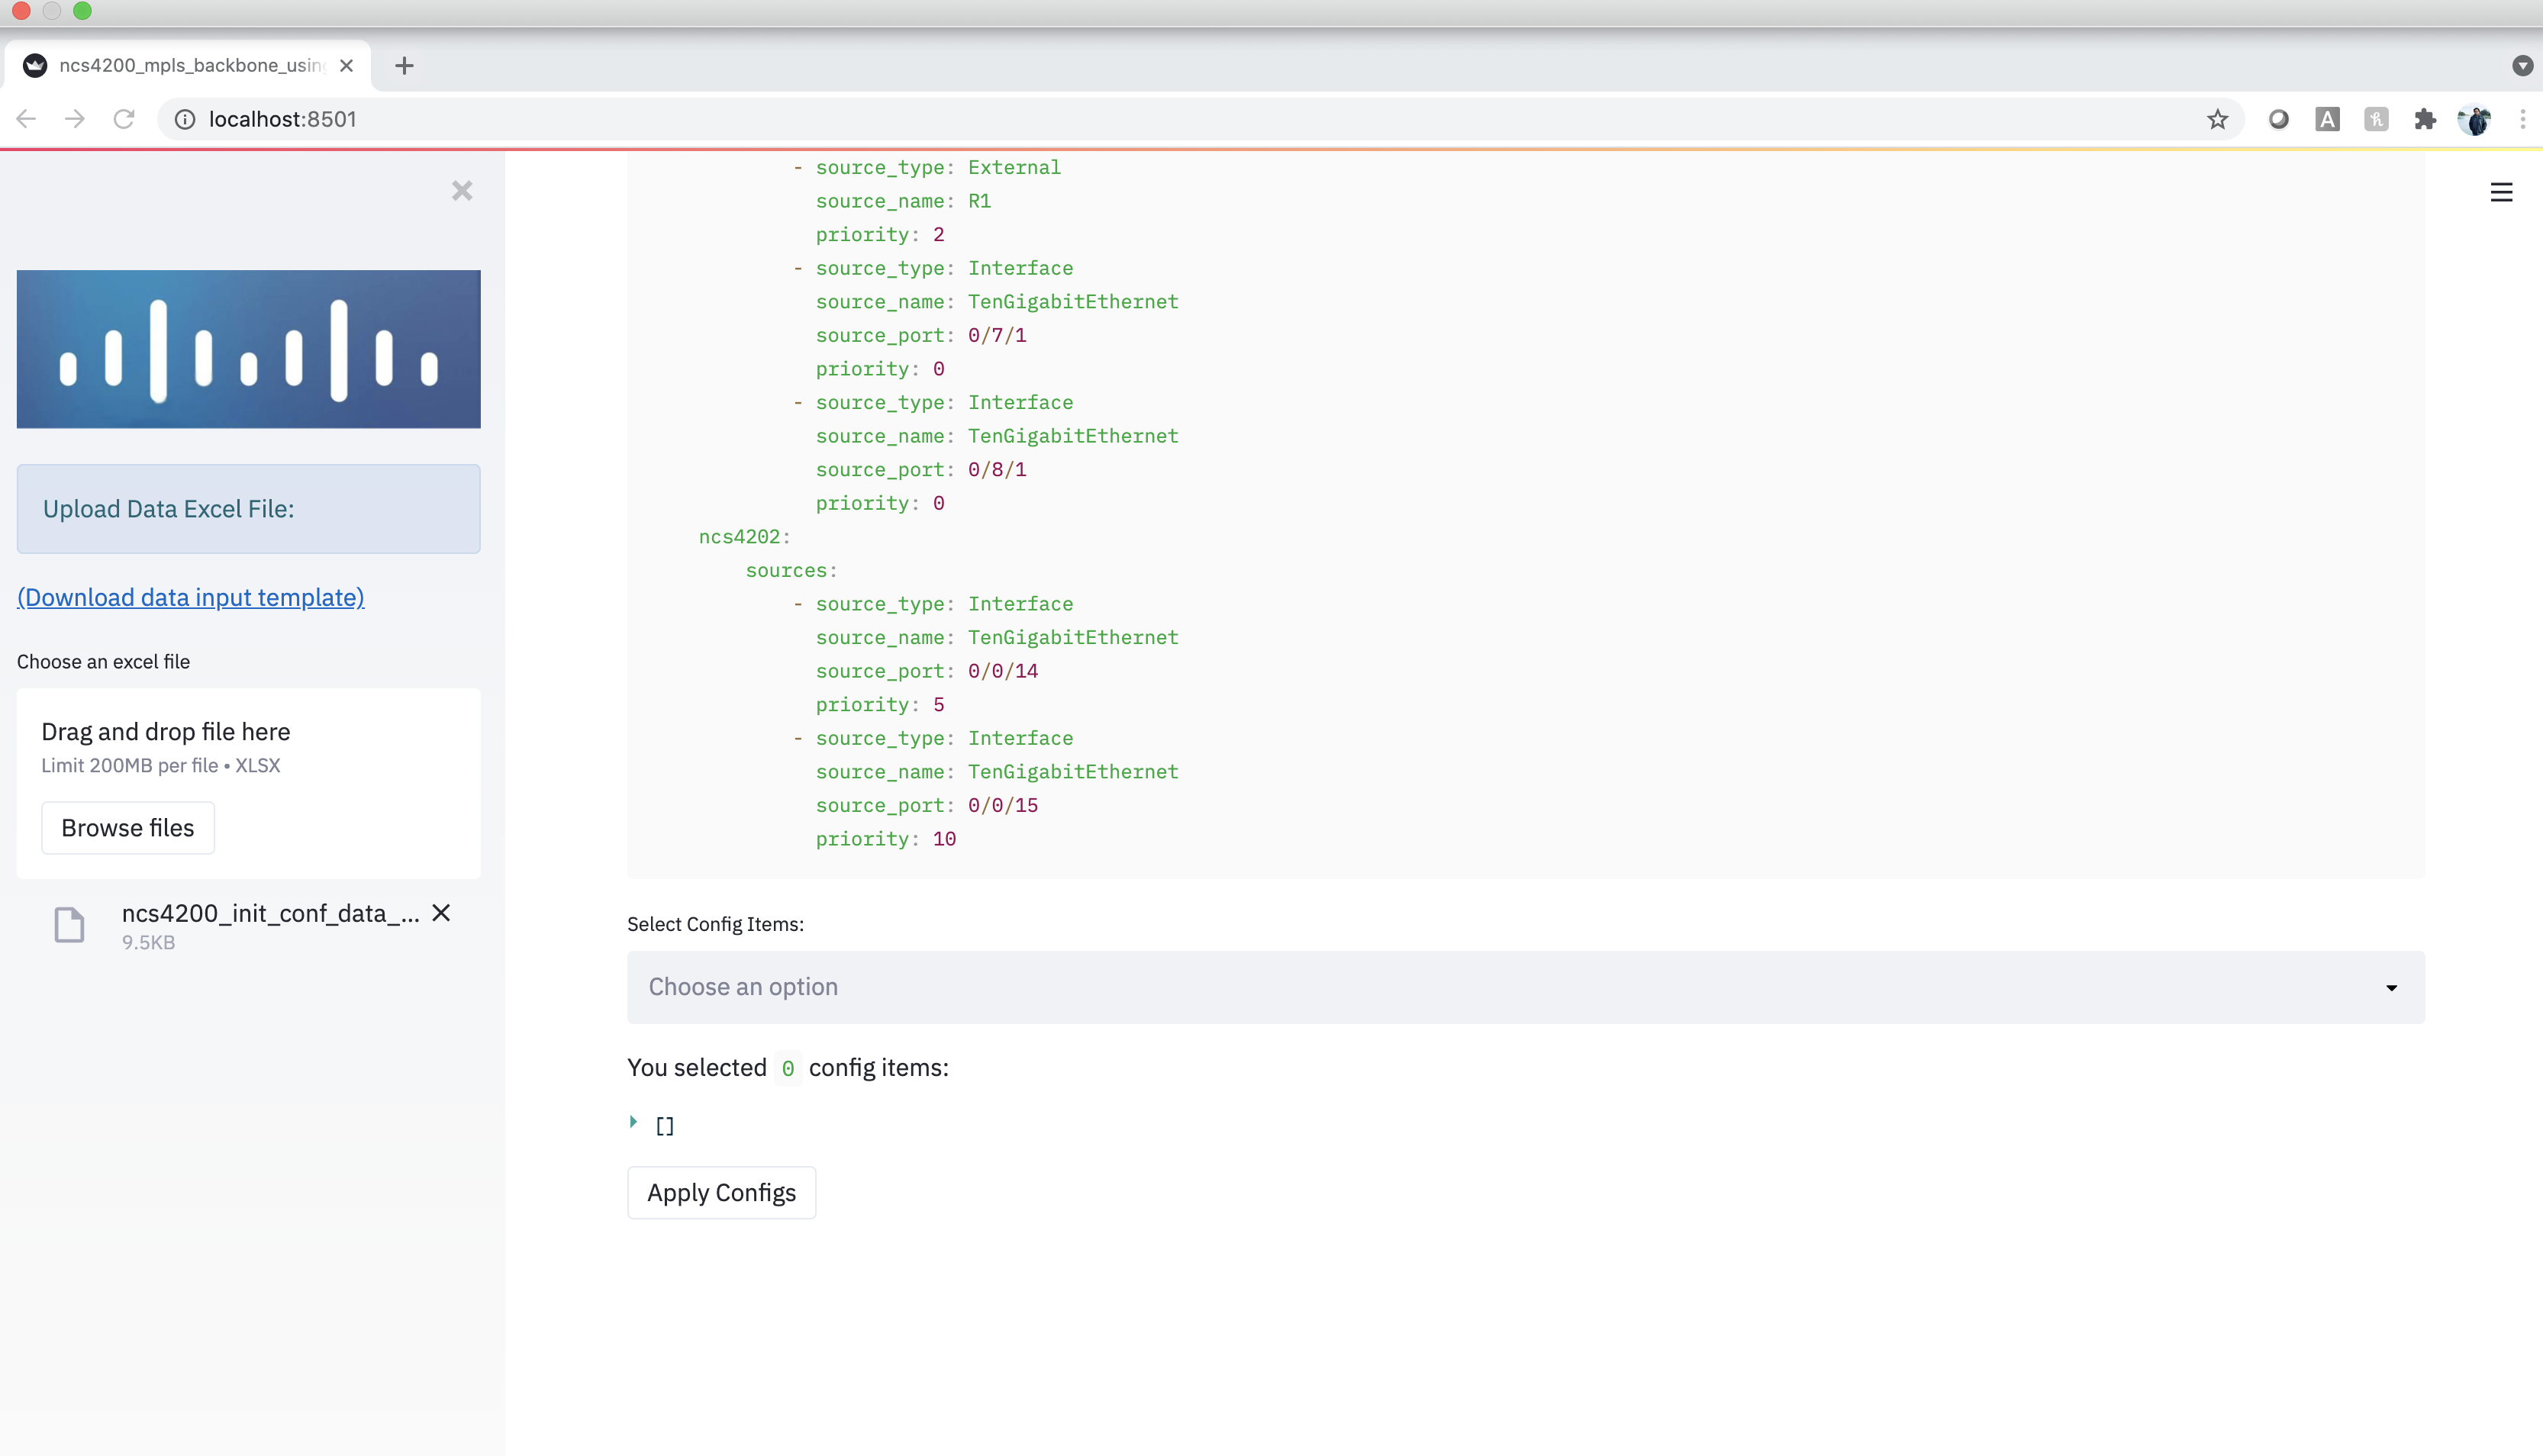 ncs4200_mpls_backbone_using
localhost:8501
Upload Data Excel File:
(Download data input template)
Choose an excel file
Drag and drop file here
Limit 200MB per file • XLSX
Browse files
ncs4200_init_conf_data_...
9.5KB
- source_type: External
source_name: R1
priority: 2
- source_type: Interface
source_name: TenGigabitEthernet
source_port: 0/7/1
priority: 0
- source_type: Interface
source_name: TenGigabitEthernet
source_port: 0/8/1
priority: 0
ncs4202:
sources:
- source_type: Interface
source_name: TenGigabitEthernet
source_port: 0/0/14
priority: 5
- source_type: Interface
source_name: TenGigabitEthernet
source_port: 0/0/15
priority: 10
Select Config Items:
Choose an option
You selected 0 config items:
[]
Apply Configs